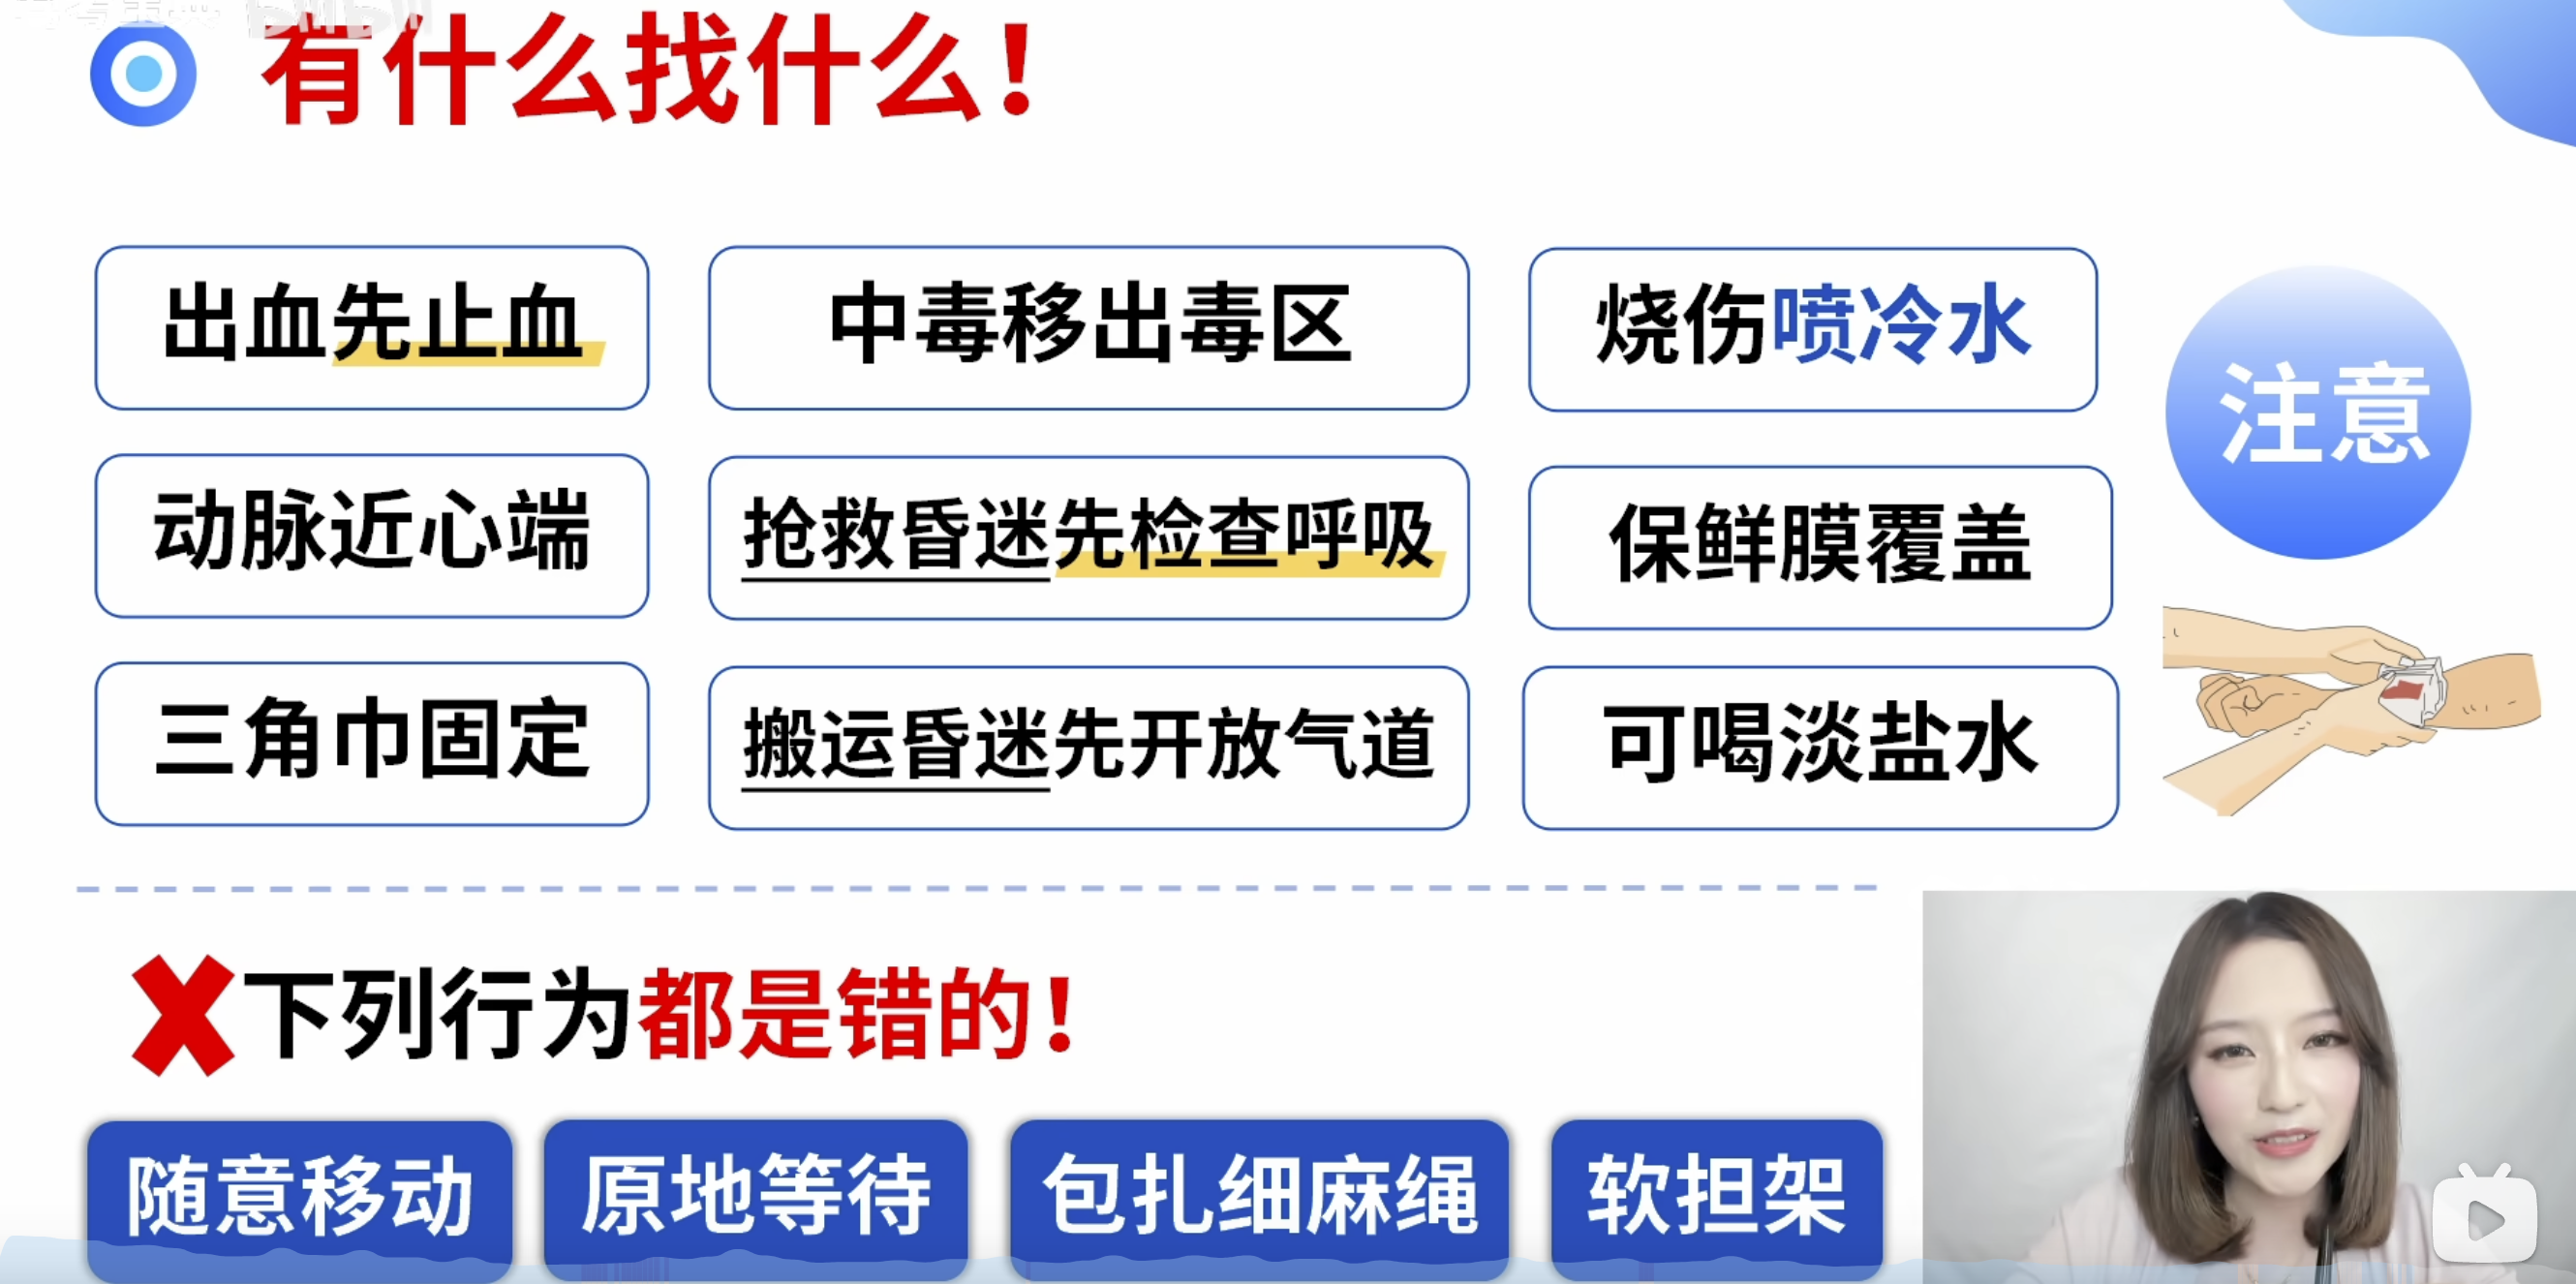 有什么找什么！
出血先止血
中毒移出毒区
烧伤喷冷水
注意
动脉近心端
抢救昏迷先检查呼吸
保鲜膜覆盖
三角巾固定
搬运昏迷先开放气道
可喝淡盐水
下列行为都是错的！
随意移动
原地等待
包扎细麻绳
软担架